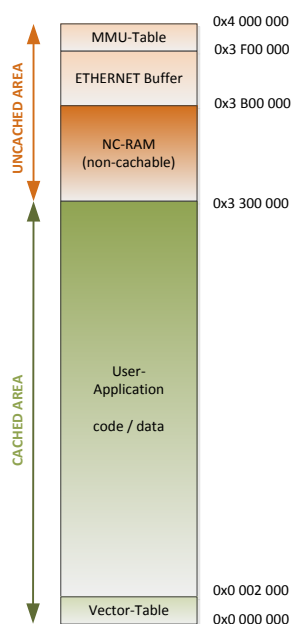 0x4 000 000
MMU-Table
0x3 F00 000
ETHERNET Buffer
0x3 B00 000
UNCACHED AREA
NC-RAM
(non-cachable)
0x3 300 000
User-
Application
code / data
CACHED AREA
0x0 002 000
Vector-Table
0x0 000 000